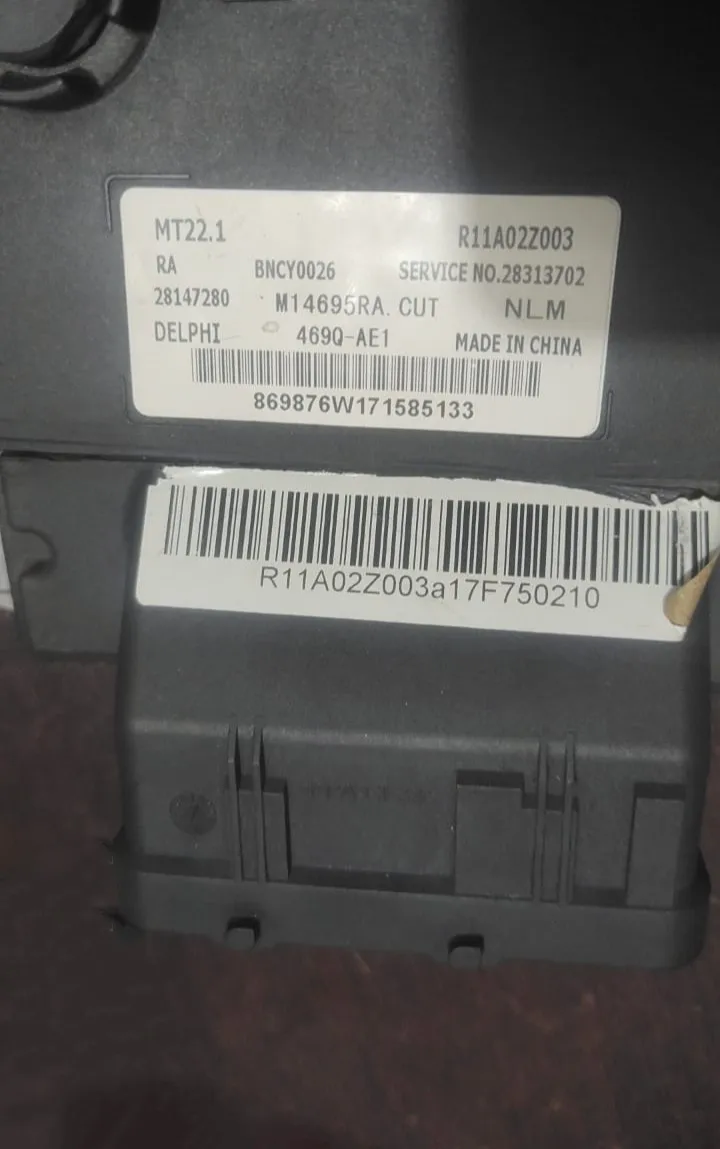 MT22.1 R11A02Z003
RA BNCY0026 SERVICE NO.28313702
28147280 M14695RA. CUT NLM
DELPHI 469Q-AE1 MADE IN CHINA
869876W171585133
R11A02Z003a17F750210